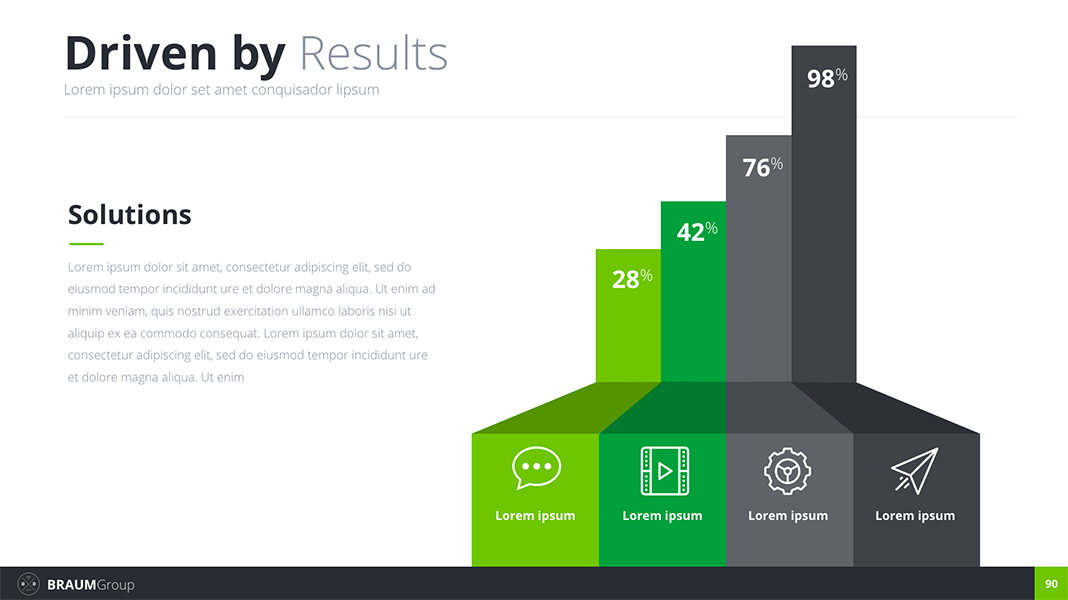 Driven by Results
Lorem ipsum dolor set amet conquisador lipsum
Solutions
Lorem ipsum dolor sit amet, consectetur adipiscing elit, sed do
eiusmod tempor incididunt ure et dolore magna aliqua. Ut enim ad
minim veniam, quis nostrud exercitation ullamco laboris nisi ut
aliquip ex ea commodo consequat. Lorem ipsum dolor sit amet,
consectetur adipiscing elit, sed do eiusmod tempor incididunt ure
et dolore magna aliqua. Ut enim
28%
42%
76%
98%
Lorem ipsum
Lorem ipsum
Lorem ipsum
Lorem ipsum
BRAUMGroup
90